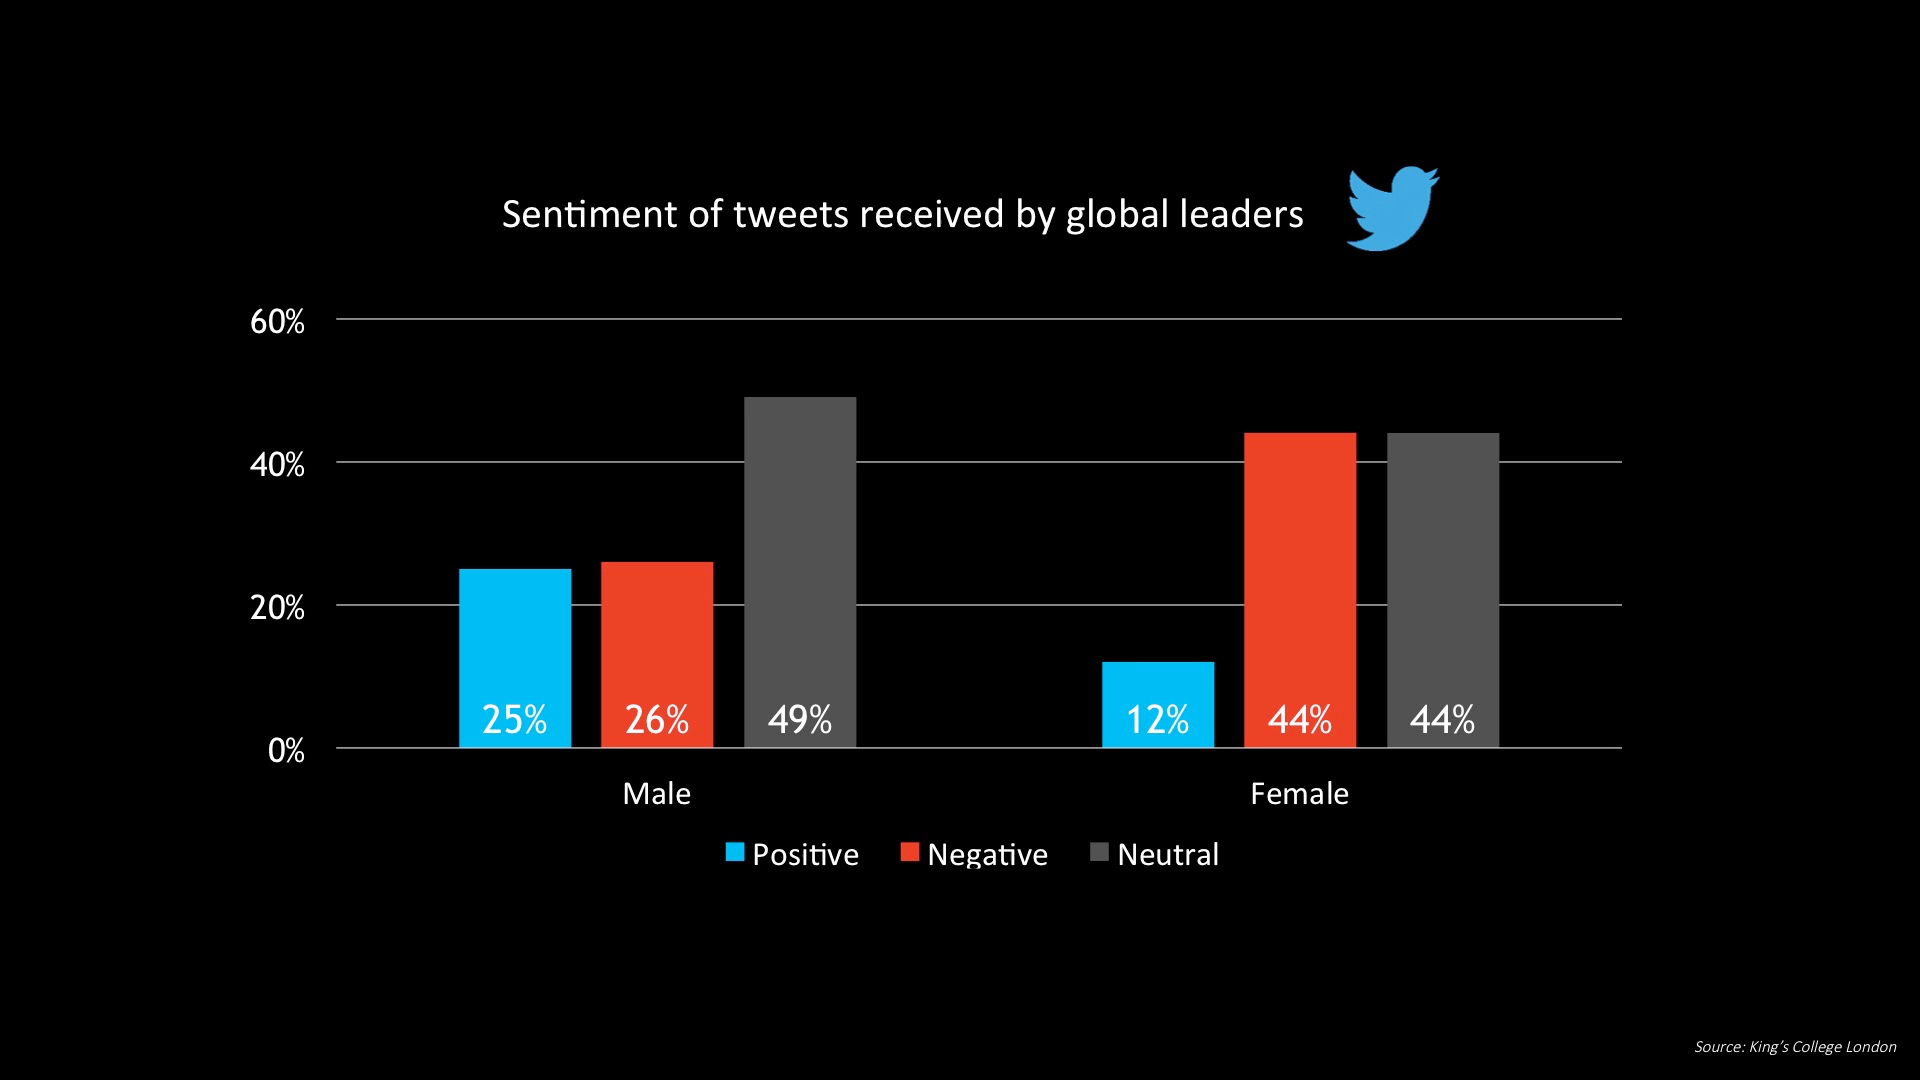 Sentiment of tweets received by global leaders
60%
40%
20%
0%
25% 26% 49% 12% 44% 44%
Male Female
Positive Negative Neutral
Source: King’s College London